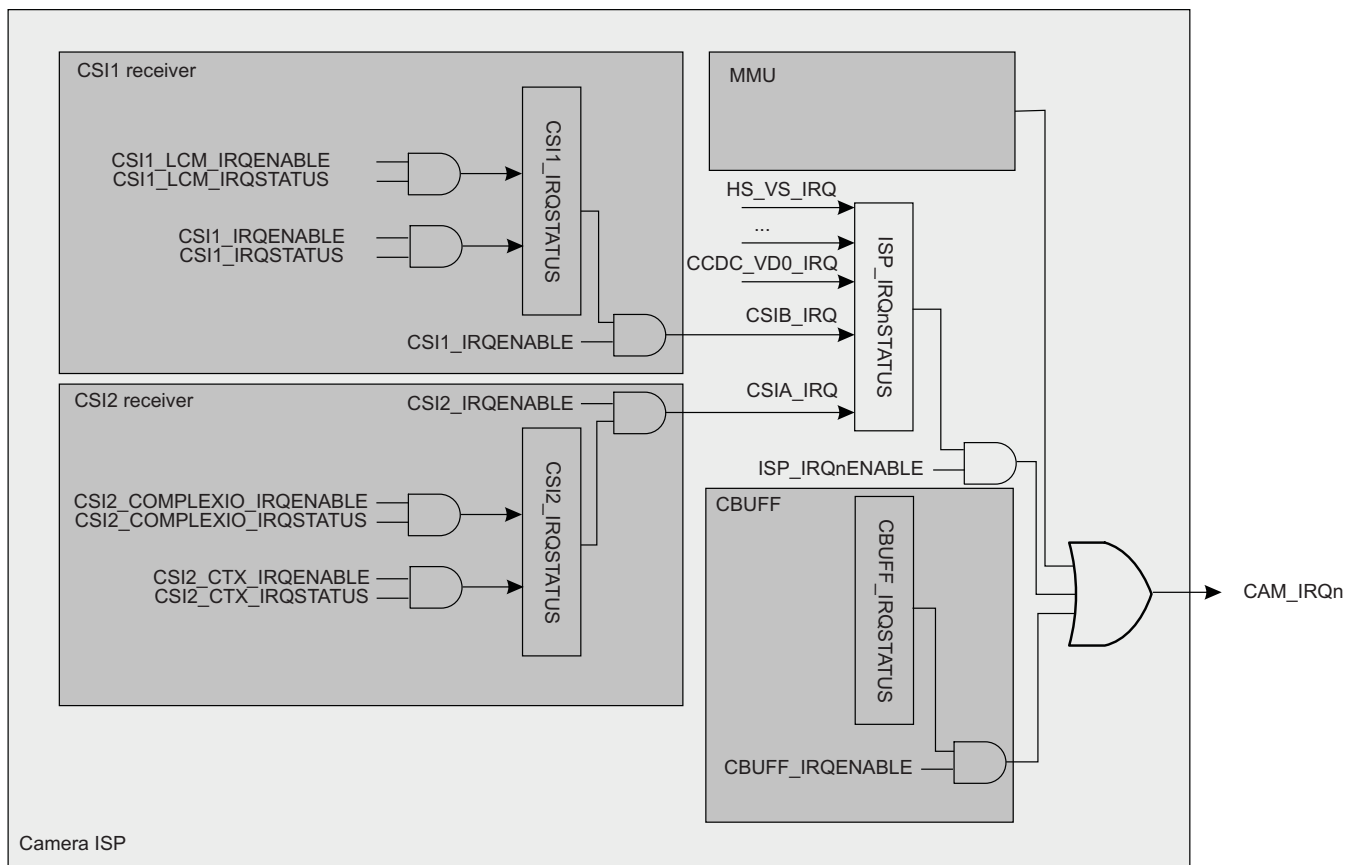 CSI1 receiver
CSI1_LCM_IRQENABLE
CSI1_LCM_IRQSTATUS
CSI1_IRQENABLE
CSI1_IRQSTATUS
CSI1_IRQSTATUS
CSI1_IRQENABLE
MMU
HS_VS_IRQ
...
CCDC_VD0_IRQ
CSIB_IRQ
CSIA_IRQ
ISP_IRQnSTATUS
ISP_IRQnENABLE
CSI2 receiver
CSI2_IRQENABLE
CSI2_COMPLEXIO_IRQENABLE
CSI2_COMPLEXIO_IRQSTATUS
CSI2_CTX_IRQENABLE
CSI2_CTX_IRQSTATUS
CSI2_IRQSTATUS
CBUFF
CBUFF_IRQSTATUS
CBUFF_IRQENABLE
CAM_IRQn
Camera ISP